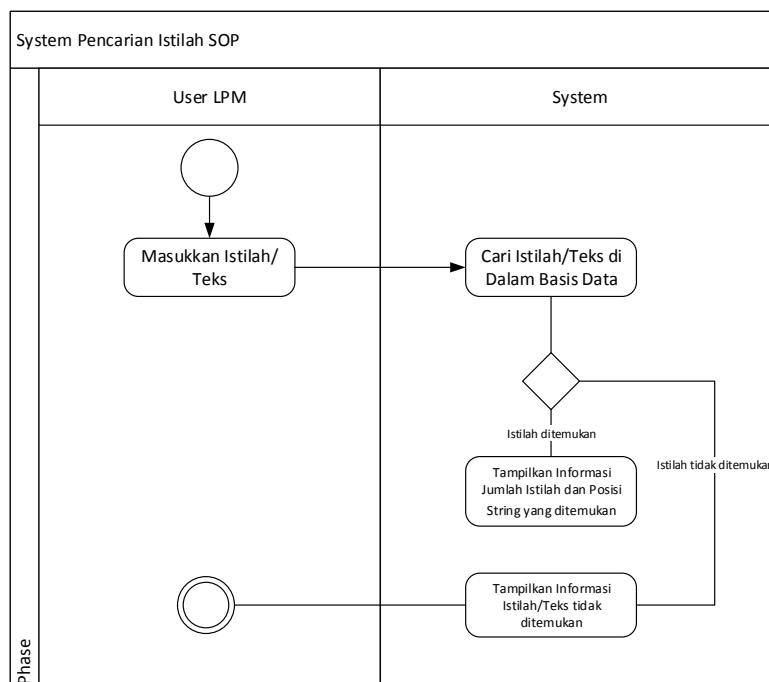 System Pencarian Istilah SOP
User LPM
System
Masukkan Istilah/
Teks
Cari Istilah/Teks di
Dalam Basis Data
Istilah ditemukan
Istilah tidak ditemukan
Tampilkan Informasi
Jumlah Istilah dan Posisi
String yang ditemukan
Tampilkan Informasi
Istilah/Teks tidak
ditemukan
Phase